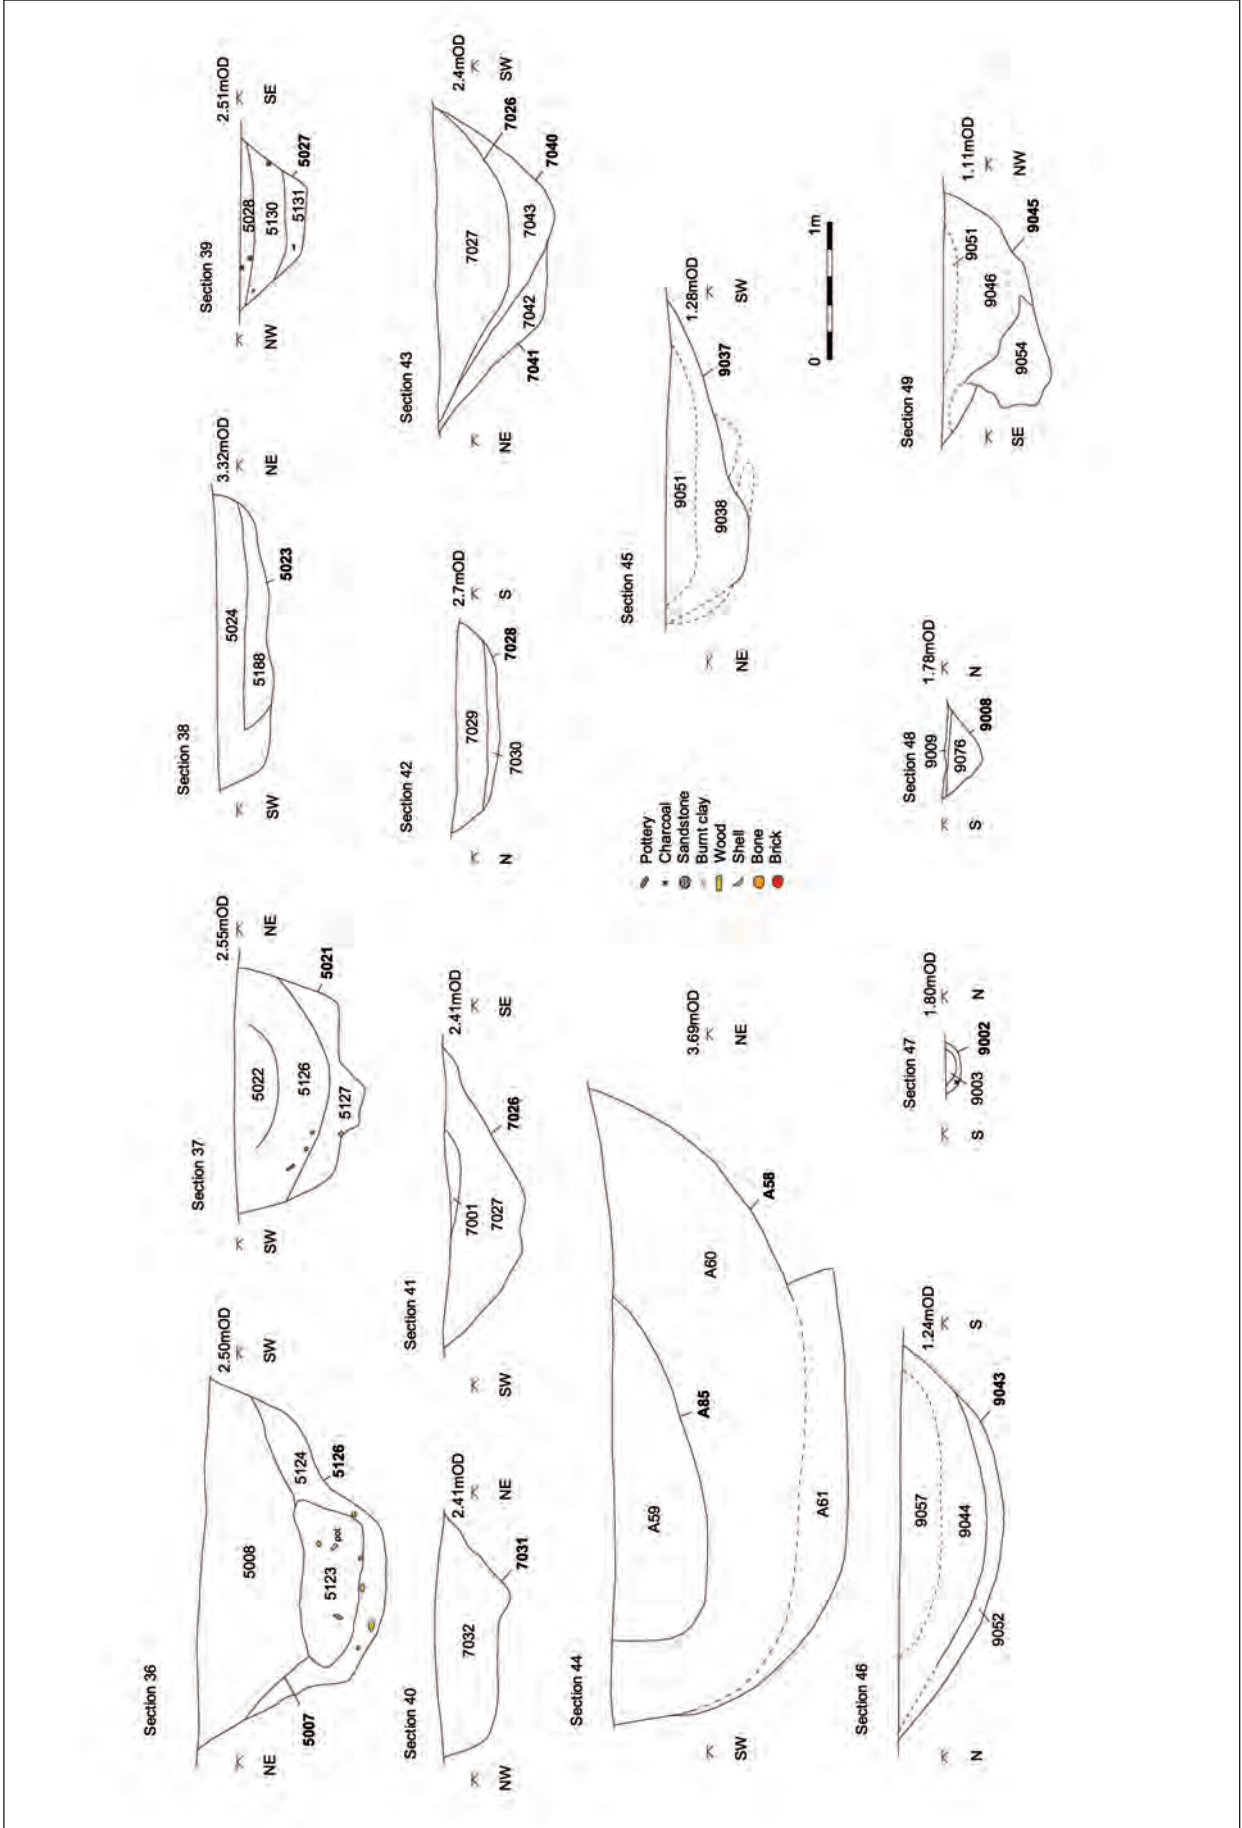 Section 36
NE
2.50mOD
SW
5008
5124
5126
5123
pot
5007
Section 37
SW
2.55mOD
NE
5022
5126
5127
5021
Section 38
SW
3.32mOD
NE
5024
5188
5023
Section 39
NW
2.51mOD
SE
5028
5130
5131
5027
Section 40
NW
2.41mOD
NE
7032
7031
Section 41
SW
2.41mOD
SE
7001
7027
7026
Section 42
N
2.7mOD
S
7029
7030
7028
Section 43
NE
2.4mOD
SW
7027
7026
7043
7040
7042
7041
Section 44
SW
3.69mOD
NE
A59
A85
A60
A58
A61
Pottery
Charcoal
Sandstone
Burnt clay
Wood
Shell
Bone
Brick
Section 45
NE
1.28mOD
SW
9051
9038
9037
0
1m
Section 46
N
1.24mOD
S
9057
9044
9052
9043
Section 47
S
1.80mOD
N
9003
9002
Section 48
S
1.78mOD
N
9009
9076
9008
Section 49
SE
1.11mOD
NW
9051
9046
9054
9045